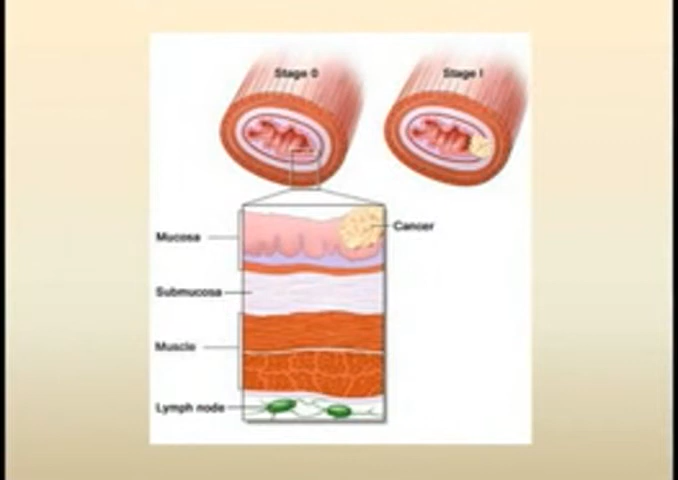 Stage 0
Stage I
Cancer
Mucosa
Submucosa
Muscle
Lymph node